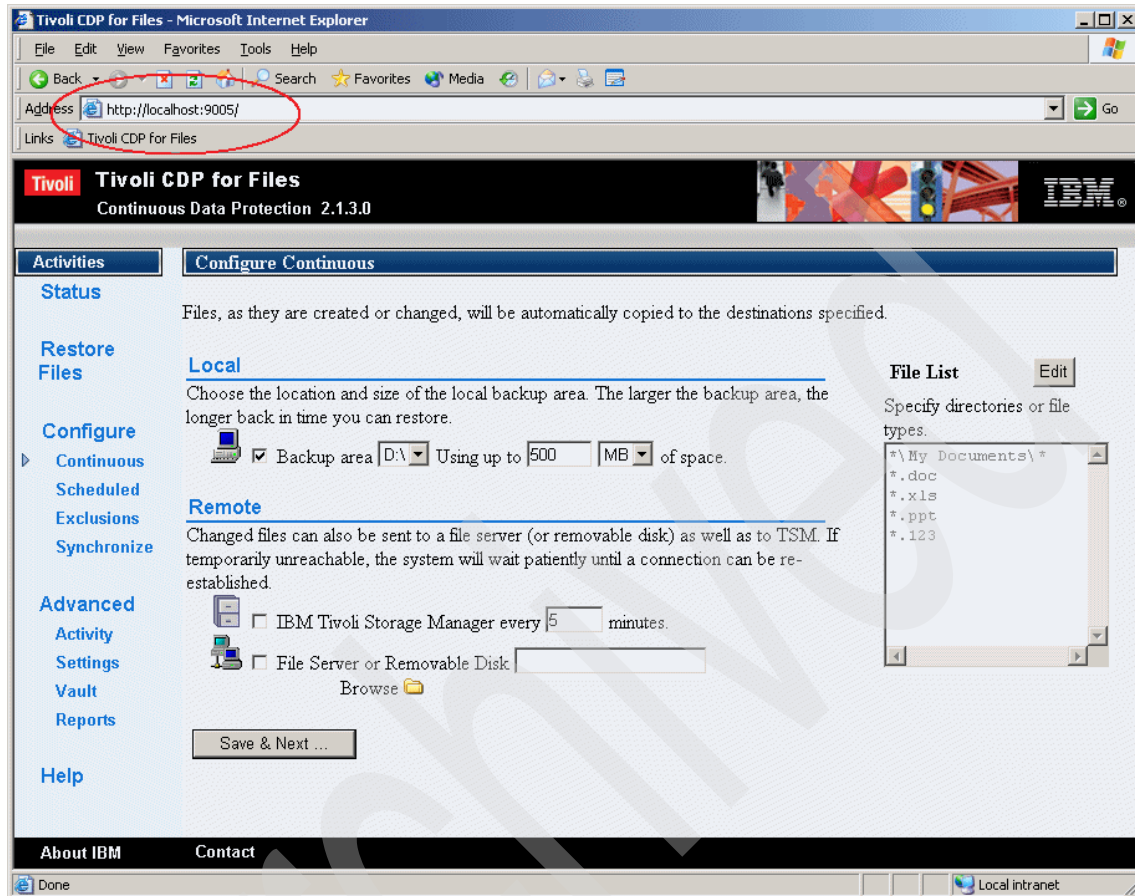 Tivoli CDP for Files - Microsoft Internet Explorer
File Edit View Favorites Tools Help
Back Search Favorites Media
Address http://localhost:9005/ Go
Links Tivoli CDP for Files
Tivoli Tivoli CDP for Files
Continuous Data Protection 2.1.3.0
IBM®
Activities
Status
Restore
Files
Configure
Continuous
Scheduled
Exclusions
Synchronize
Advanced
Activity
Settings
Vault
Reports
Help
Configure Continuous
Files, as they are created or changed, will be automatically copied to the destinations specified.
Local
Choose the location and size of the local backup area. The larger the backup area, the
longer back in time you can restore.
Backup area D:\ Using up to 500 MB of space.
Remote
Changed files can also be sent to a file server (or removable disk) as well as to TSM. If
temporarily unreachable, the system will wait patiently until a connection can be re-
established.
IBM Tivoli Storage Manager every 5 minutes.
File Server or Removable Disk
Browse
Save & Next ...
File List Edit
Specify directories or file
types.
*\My Documents\*
*.doc
*.xls
*.ppt
*.123
About IBM Contact
Done Local intranet